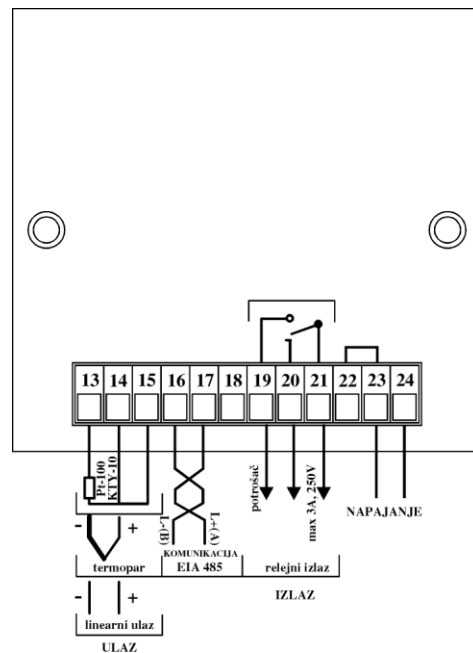 13 14 15 16 17 18 19 20 21 22 23 24
Pt-100
KTY-10
L-(B)
L+(A)
potrošač
max 3A, 250V
NAPAJANJE
- +
termopar
KOMUNIKACIJA
EIA 485
relejni izlaz
IZLAZ
- +
linearni ulaz
ULAZ